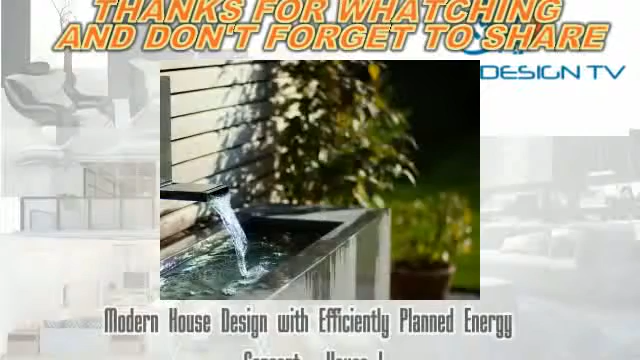 THANKS FOR WHATCHING
AND DON'T FORGET TO SHARE
DESIGN TV
Modern House Design with Efficiently Planned Energy